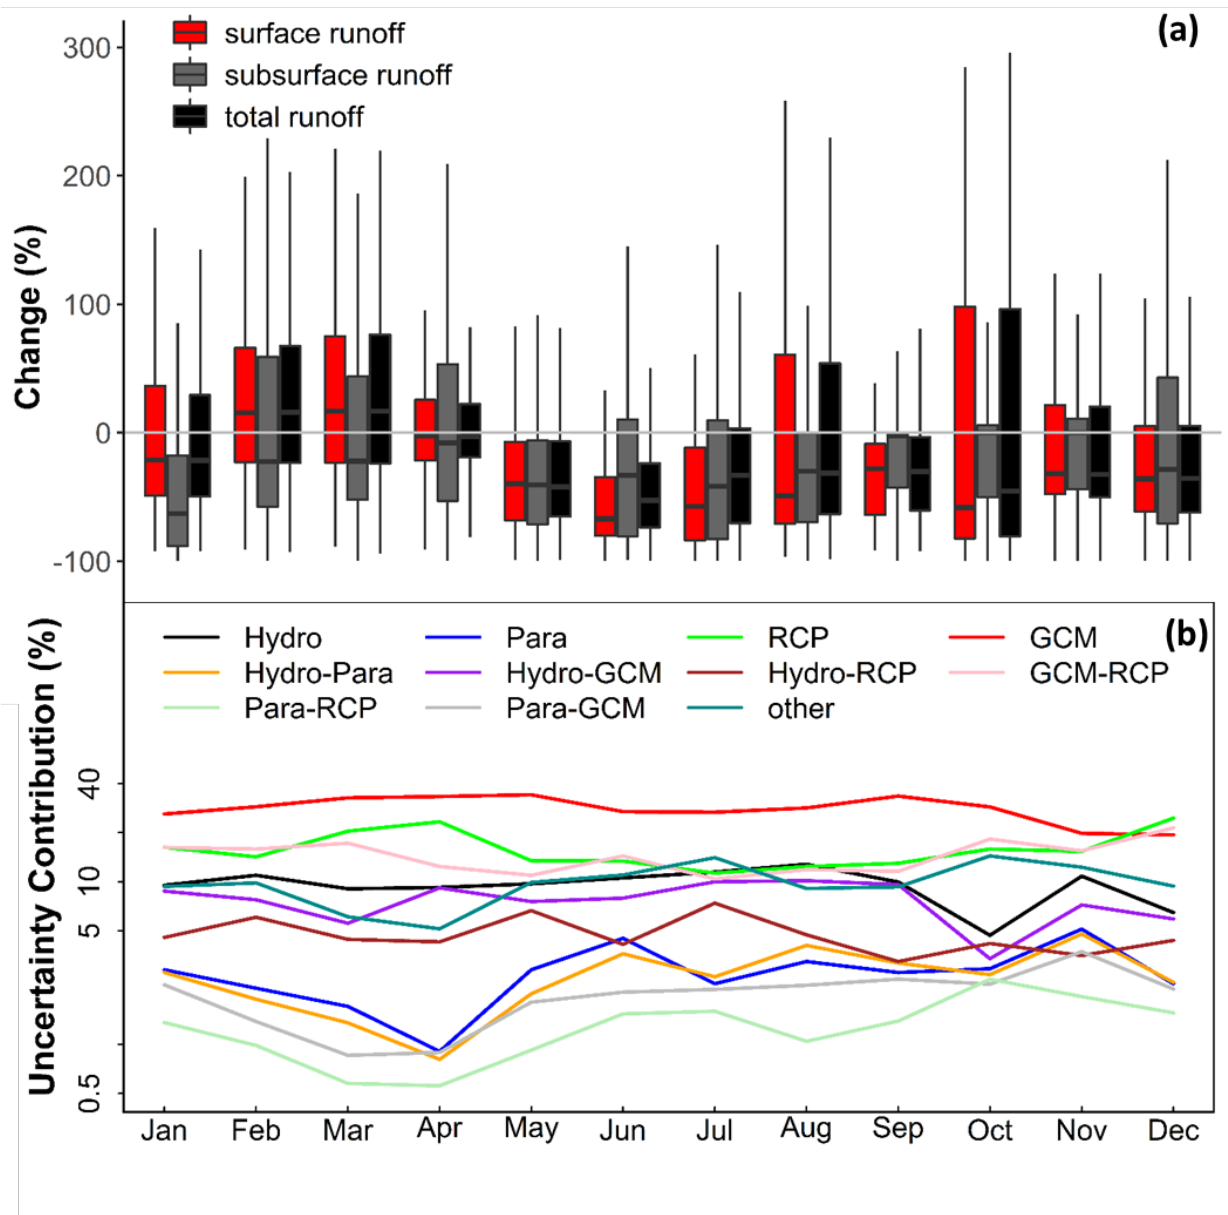 (a)
surface runoff
subsurface runoff
total runoff
300
200
100
0
-100
Change (%)
(b)
Hydro Para RCP GCM
Hydro-Para Hydro-GCM Hydro-RCP GCM-RCP
Para-RCP Para-GCM other
40
10
5
0.5
Uncertainty Contribution (%)
Jan Feb Mar Apr May Jun Jul Aug Sep Oct Nov Dec